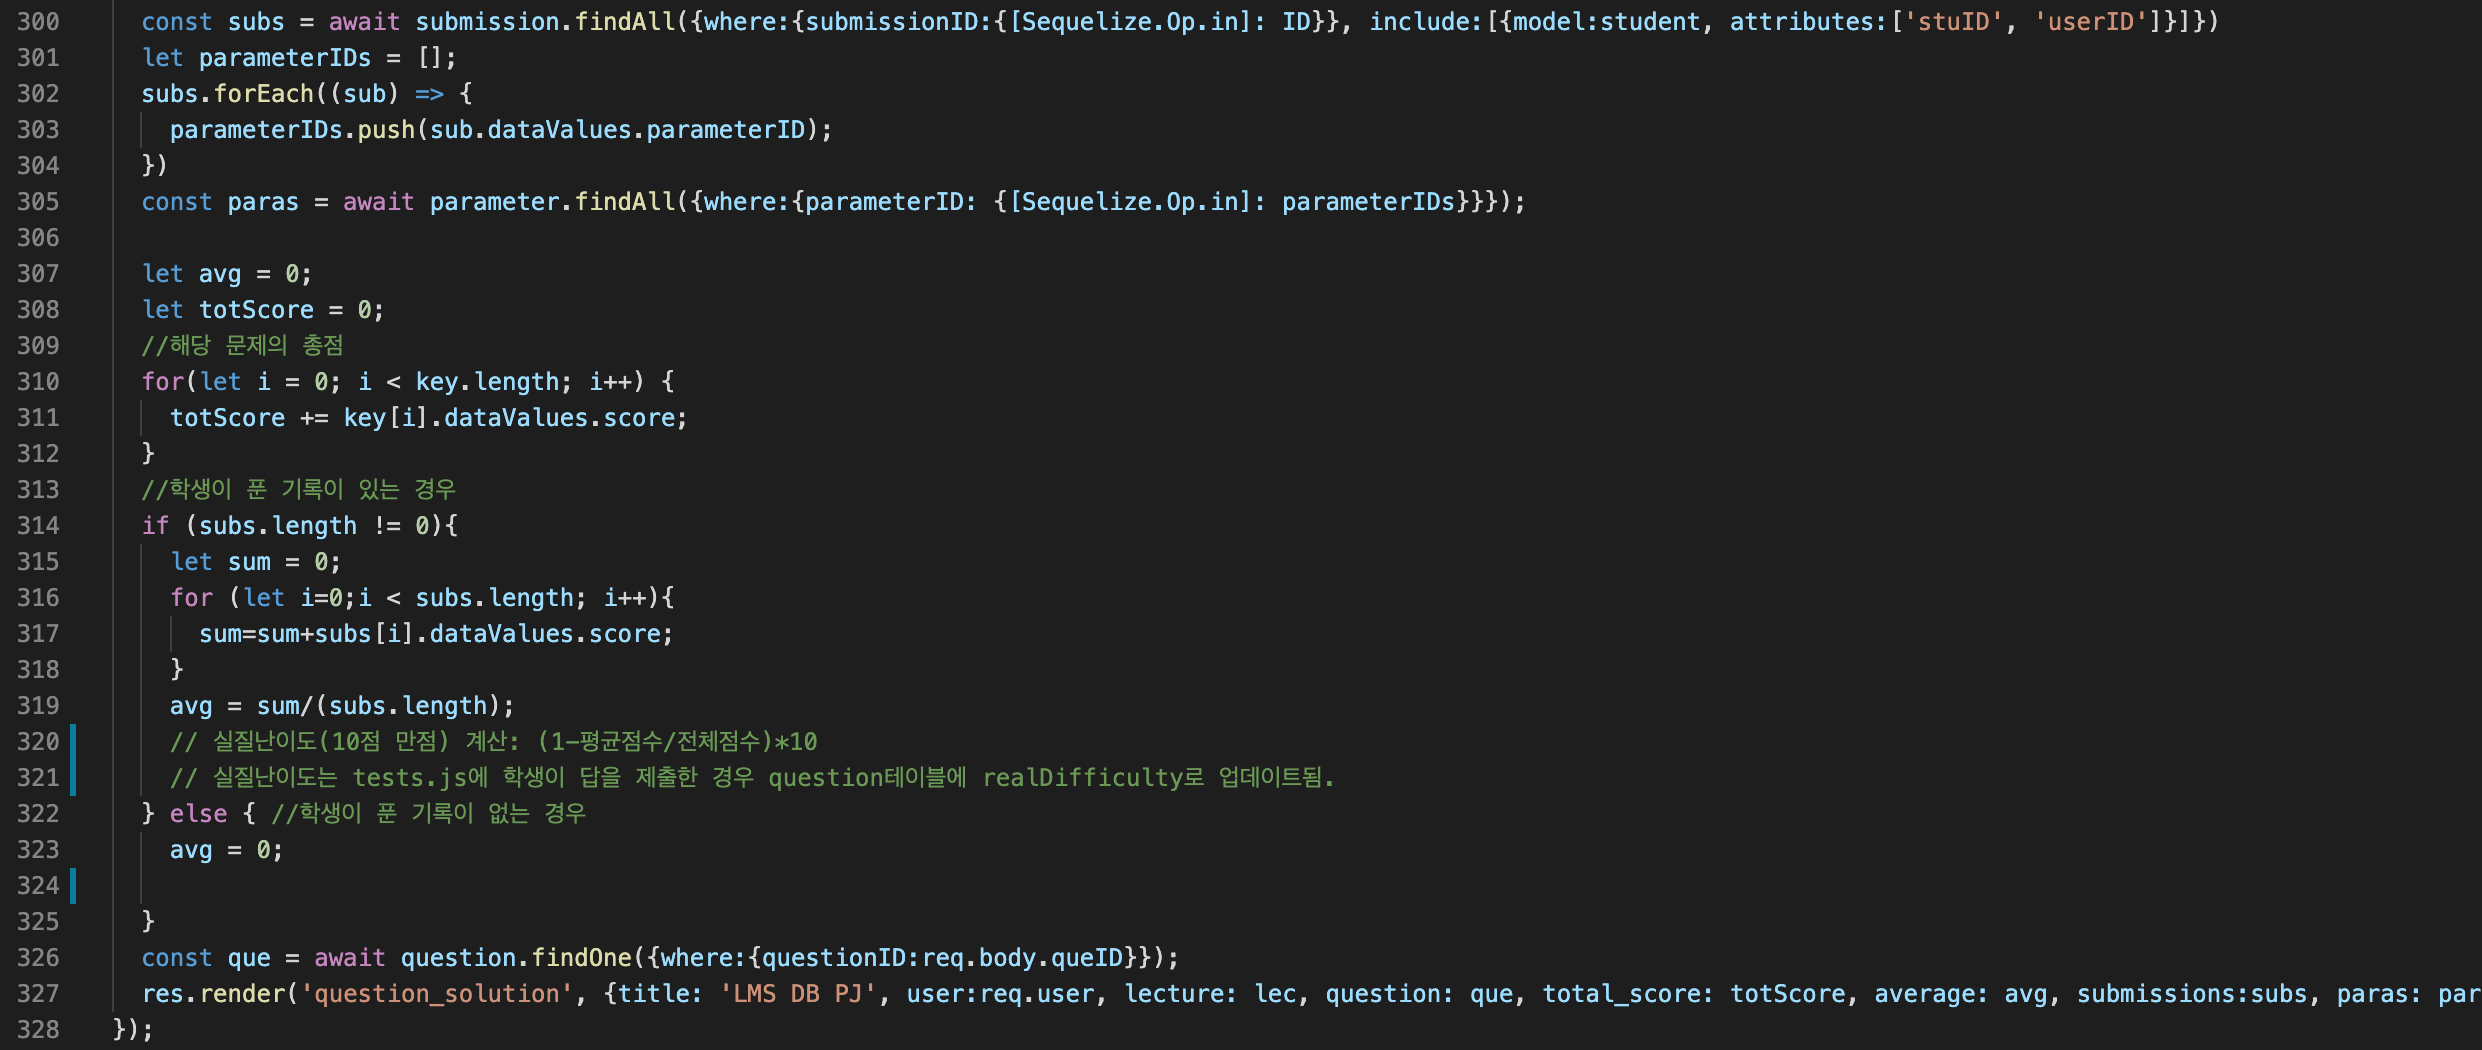 300 const subs = await submission.findAll({where:{submissionID:{[Sequelize.Op.in]: ID}}, include:[{model:student, attributes:['stuID', 'userID']}]})
301 let parameterIDs = [];
302 subs.forEach((sub) => {
303 parameterIDs.push(sub.dataValues.parameterID);
304 })
305 const paras = await parameter.findAll({where:{parameterID: {[Sequelize.Op.in]: parameterIDs}}});
306
307 let avg = 0;
308 let totScore = 0;
309 //해당 문제의 총점
310 for(let i = 0; i < key.length; i++) {
311 totScore += key[i].dataValues.score;
312 }
313 //학생이 푼 기록이 있는 경우
314 if (subs.length != 0){
315 let sum = 0;
316 for (let i=0;i < subs.length; i++){
317 sum=sum+subs[i].dataValues.score;
318 }
319 avg = sum/(subs.length);
320 // 실질난이도(10점 만점) 계산: (1-평균점수/전체점수)*10
321 // 실질난이도는 tests.js에 학생이 답을 제출한 경우 question테이블에 realDifficulty로 업데이트됨.
322 } else { //학생이 푼 기록이 없는 경우
323 avg = 0;
324
325 }
326 const que = await question.findOne({where:{questionID:req.body.queID}});
327 res.render('question_solution', {title: 'LMS DB PJ', user:req.user, lecture: lec, question: que, total_score: totScore, average: avg, submissions:subs, paras: par
328 });